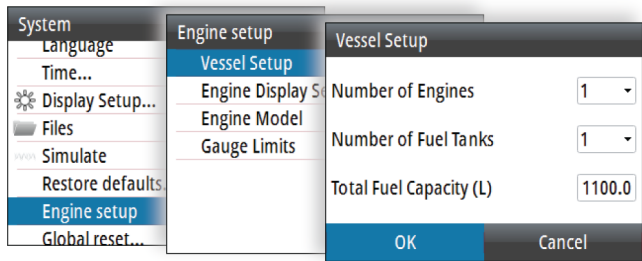 System
Language
Time...
Display Setup...
Files
Simulate
Restore defaults.
Engine setup
Global reset...
Engine setup
Vessel Setup
Engine Display Se
Engine Model
Gauge Limits
Vessel Setup
Number of Engines 1
Number of Fuel Tanks 1
Total Fuel Capacity (L) 1100.0
OK Cancel